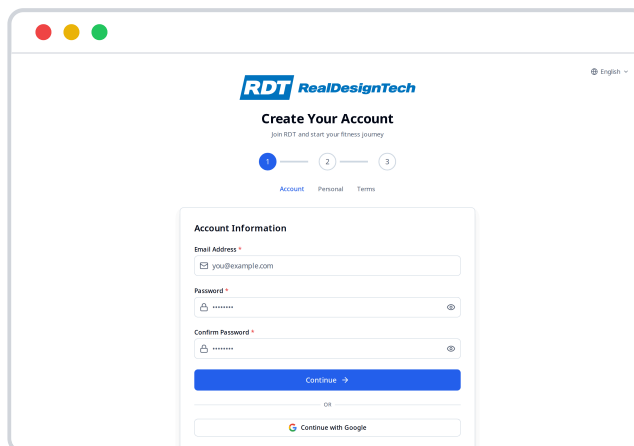 English
RDT RealDesignTech
Create Your Account
Join RDT and start your fitness journey
1 2 3
Account Personal Terms
Account Information
Email Address *
you@example.com
Password *
••••••••
Confirm Password *
••••••••
Continue →
OR
Continue with Google